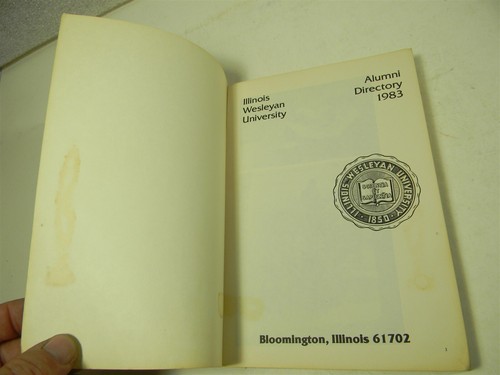 Illinois
Wesleyan
University
Alumni
Directory
1983
ILLINOIS WESLEYAN UNIVERSITY
1850
Bloomington, Illinois 61702